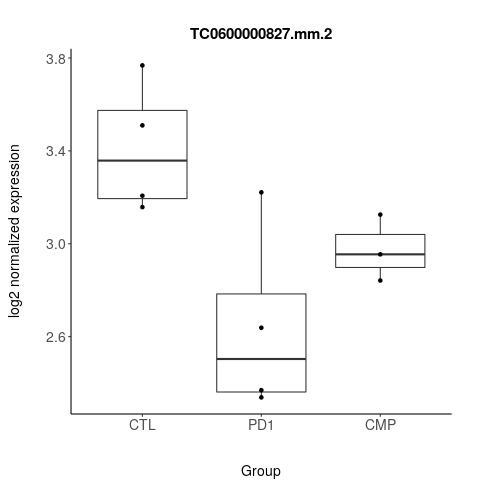 TC0600000827.mm.2
log2 normalized expression
3.8
3.4
3.0
2.6
CTL
PD1
CMP
Group